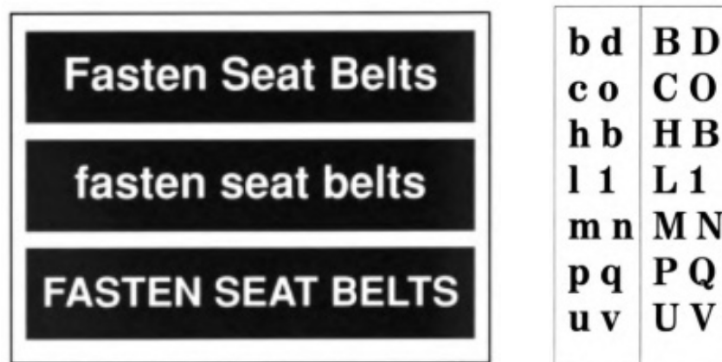 Fasten Seat Belts
fasten seat belts
FASTEN SEAT BELTS
b d B D
c o C O
h b H B
l 1 L 1
m n M N
p q P Q
u v U V